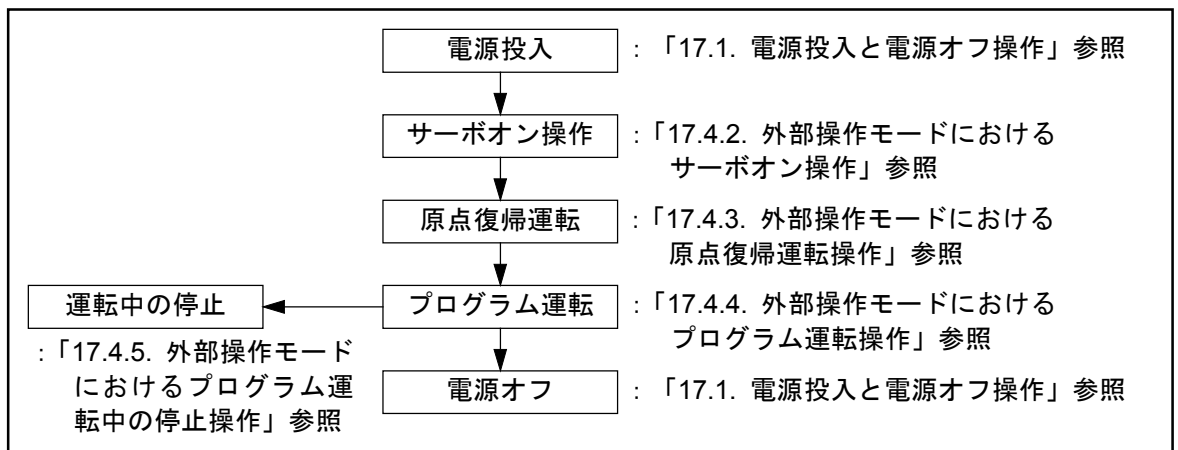 電源投入 : 「17.1. 電源投入と電源オフ操作」参照
サーボオン操作 :「17.4.2. 外部操作モードにおける
サーボオン操作」参照
原点復帰運転 :「17.4.3. 外部操作モードにおける
原点復帰運転操作」参照
運転中の停止 プログラム運転 :「17.4.4. 外部操作モードにおける
プログラム運転操作」参照
:「17.4.5. 外部操作モード
におけるプログラム運
転中の停止操作」参照
電源オフ : 「17.1. 電源投入と電源オフ操作」参照